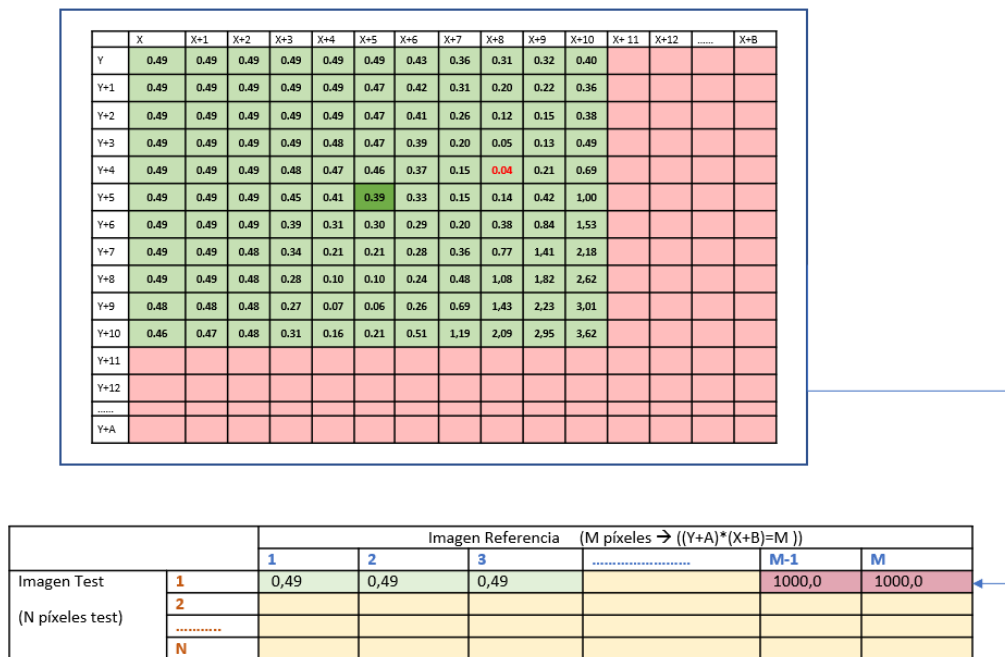 X X+1 X+2 X+3 X+4 X+5 X+6 X+7 X+8 X+9 X+10 X+ 11 X+12 ...... X+B
Y 0.49 0.49 0.49 0.49 0.49 0.49 0.43 0.36 0.31 0.32 0.40
Y+1 0.49 0.49 0.49 0.49 0.49 0.47 0.42 0.31 0.20 0.22 0.36
Y+2 0.49 0.49 0.49 0.49 0.49 0.47 0.41 0.26 0.12 0.15 0.38
Y+3 0.49 0.49 0.49 0.49 0.48 0.47 0.39 0.20 0.05 0.13 0.49
Y+4 0.49 0.49 0.49 0.48 0.47 0.46 0.37 0.15 0.04 0.21 0.69
Y+5 0.49 0.49 0.49 0.45 0.41 0.39 0.33 0.15 0.14 0.42 1,00
Y+6 0.49 0.49 0.49 0.39 0.31 0.30 0.29 0.20 0.38 0.84 1,53
Y+7 0.49 0.49 0.48 0.34 0.21 0.21 0.28 0.36 0.77 1,41 2,18
Y+8 0.49 0.49 0.48 0.28 0.10 0.10 0.24 0.48 1,08 1,82 2,62
Y+9 0.48 0.48 0.48 0.27 0.07 0.06 0.26 0.69 1,43 2,23 3,01
Y+10 0.46 0.47 0.48 0.31 0.16 0.21 0.51 1,19 2,09 2,95 3,62
Y+11
Y+12
......
Y+A
Imagen Referencia (M píxeles → ((Y+A)*(X+B)=M ))
1 2 3 ........................ M-1 M
Imagen Test 1 0,49 0,49 0,49 1000,0 1000,0
2
(N píxeles test)
...........
N